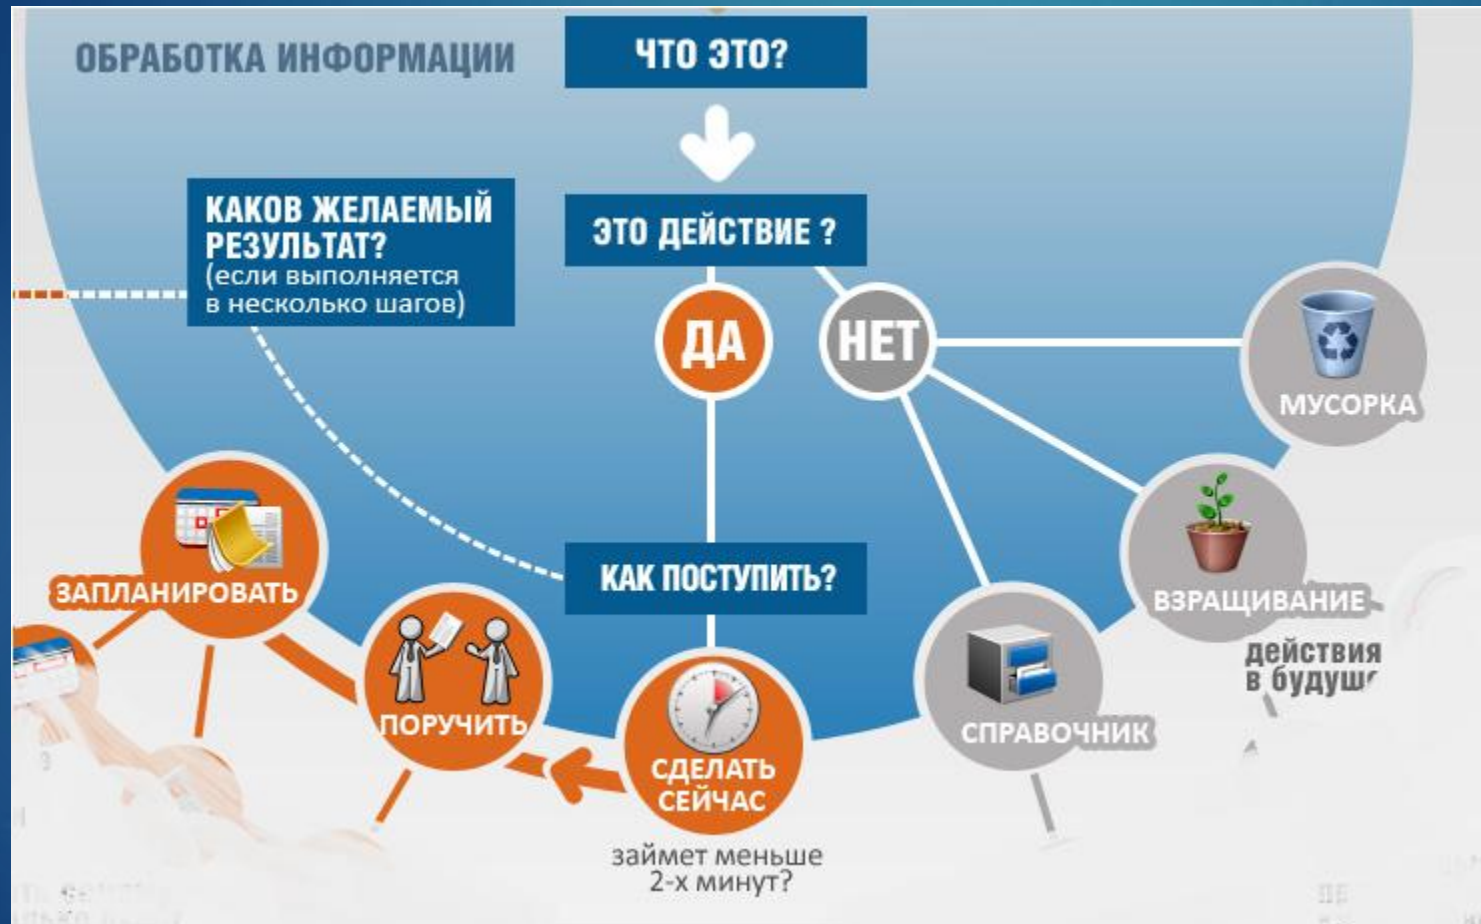 ОБРАБОТКА ИНФОРМАЦИИ
ЧТО ЭТО?
КАКОВ ЖЕЛАЕМЫЙ
РЕЗУЛЬТАТ?
(если выполняется
в несколько шагов)
ЭТО ДЕЙСТВИЕ ?
ДА
НЕТ
МУСОРКА
ЗАПЛАНИРОВАТЬ
КАК ПОСТУПИТЬ?
ВЗРАЩИВАНИЕ
действия
в
ПОРУЧИТЬ
СПРАВОЧНИК
СДЕЛАТЬ
СЕЙЧАС
займет меньше
2-х минут?